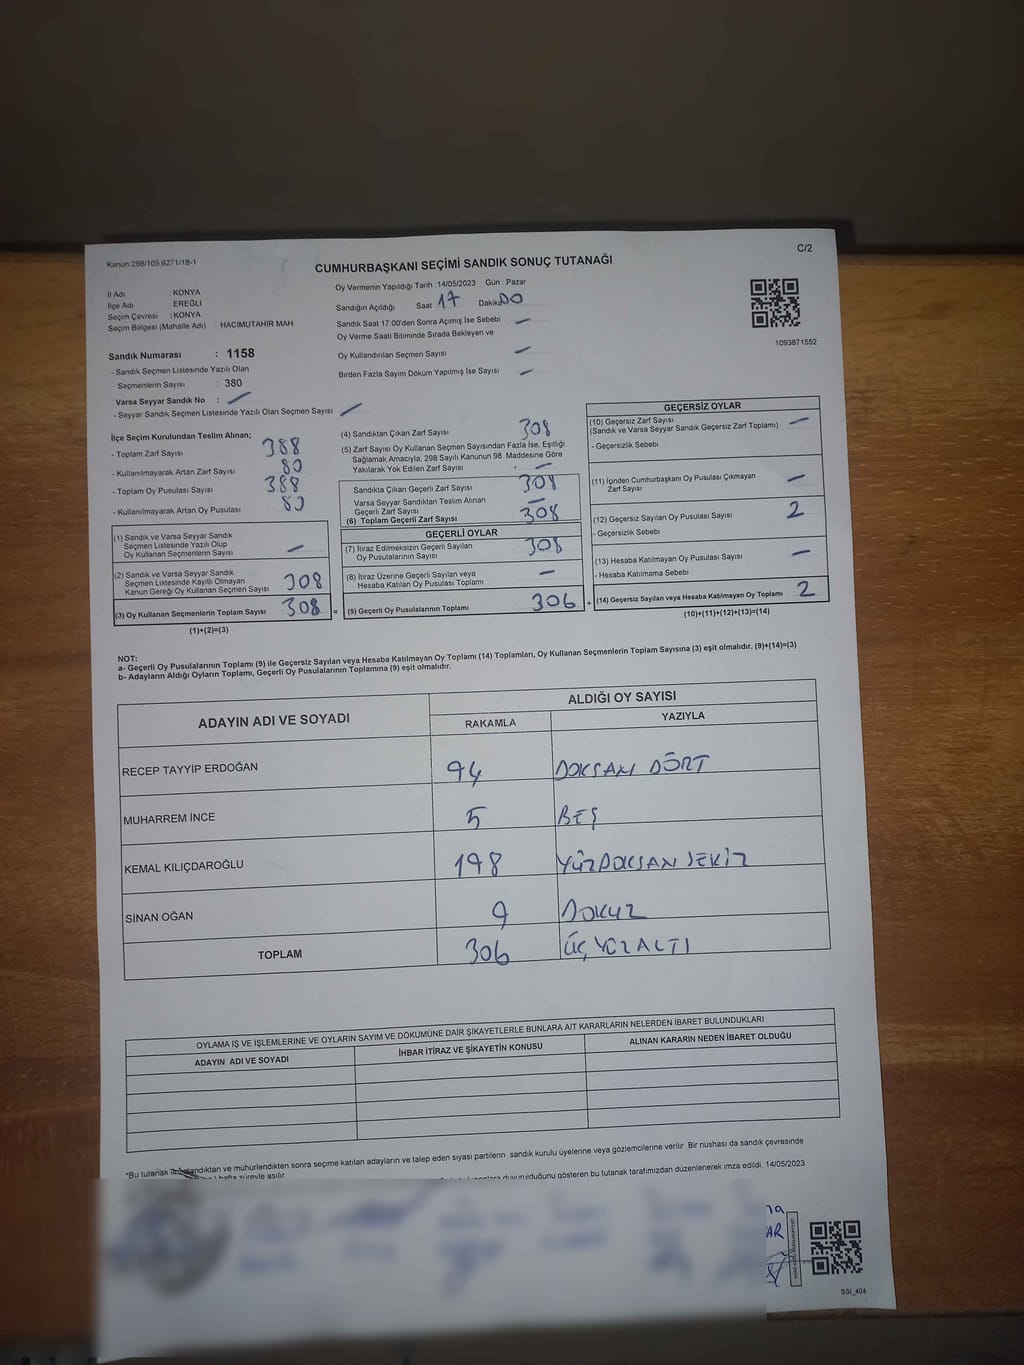 Kanun:298/105,6271/18-1
C/2
CUMHURBAŞKANI SEÇİMİ SANDIK SONUÇ TUTANAĞI
İl Adı KONYA
İlçe Adı EREĞLİ
Seçim Çevresi : KONYA
Seçim Bölgesi (Mahalle Adı) HACIMUTAHİR MAH
Sandık Numarası : 1158
- Sandık Seçmen Listesinde Yazılı Olan
Seçmenlerin Sayısı : 380
Varsa Seyyar Sandık No : —
- Seyyar Sandık Seçmen Listesinde Yazılı Olan Seçmen Sayısı —
Oy Vermenin Yapıldığı Tarih 14/05/2023 Gün : Pazar
Sandığın Açıldığı Saat 17 Dakika 00
Sandık Saat 17.00'den Sonra Açımış İse Sebebi —
Oy Verme Saati Bitiminde Sırada Bekleyen ve
Oy Kullandırılan Seçmen Sayısı —
Birden Fazla Sayım Döküm Yapılmış İse Sayısı —
1093871552
İlçe Seçim Kurulundan Teslim Alınan;
- Toplam Zarf Sayısı 388
- Kullanılmayarak Artan Zarf Sayısı 80
- Toplam Oy Pusulası Sayısı 388
- Kullanılmayarak Artan Oy Pusulası 80
(1) Sandık ve Varsa Seyyar Sandık
Seçmen Listesinde Yazılı Olup
Oy Kullanan Seçmenlerin Sayısı —
(2) Sandık ve Varsa Seyyar Sandık
Seçmen Listesinde Kayıtlı Olmayan
Kanun Gereği Oy Kullanan Seçmen Sayısı 308
(3) Oy Kullanan Seçmenlerin Toplam Sayısı 308 =
(1)+(2)=(3)
(4) Sandıktan Çıkan Zarf Sayısı 308
(5) Zarf Sayısı Oy Kullanan Seçmen Sayısından Fazla İse, Eşitliği
Sağlamak Amacıyla, 298 Sayılı Kanunun 98. Maddesine Göre
Yakılarak Yok Edilen Zarf Sayısı —
Sandıkta Çıkan Geçerli Zarf Sayısı 308
Varsa Seyyar Sandıktan Teslim Alınan
Geçerli Zarf Sayısı —
(6) Toplam Geçerli Zarf Sayısı 308
GEÇERLİ OYLAR
(7) İtiraz Edilmeksizin Geçerli Sayılan
Oy Pusulalarının Sayısı 308
(8) İtiraz Üzerine Geçerli Sayılan veya
Hesaba Katılan Oy Pusulası Toplamı —
(9) Geçerli Oy Pusulalarının Toplamı 306 +
GEÇERSİZ OYLAR
(10) Geçersiz Zarf Sayısı —
(Sandık ve Varsa Seyyar Sandık Geçersiz Zarf Toplamı)
- Geçersizlik Sebebi
(11) İçinden Cumhurbaşkanı Oy Pusulası Çıkmayan
Zarf Sayısı —
(12) Geçersiz Sayılan Oy Pusulası Sayısı 2
- Geçersizlik Sebebi
(13) Hesaba Katılmayan Oy Pusulası Sayısı —
- Hesaba Katılmama Sebebi
(14) Geçersiz Sayılan veya Hesaba Katılmayan Oy Toplamı 2
(10)+(11)+(12)+(13)=(14)
NOT:
a- Geçerli Oy Pusulalarının Toplamı (9) ile Geçersiz Sayılan veya Hesaba Katılmayan Oy Toplamı (14) Toplamları, Oy Kullanan Seçmenlerin Toplam Sayısına (3) eşit olmalıdır. (9)+(14)=(3)
b- Adayların Aldığı Oyların Toplamı, Geçerli Oy Pusulalarının Toplamına (9) eşit olmalıdır.
ADAYIN ADI VE SOYADI
ALDIĞI OY SAYISI
RAKAMLA YAZIYLA
RECEP TAYYİP ERDOĞAN 94 DOKSAN DÖRT
MUHARREM İNCE 5 BEŞ
KEMAL KILIÇDAROĞLU 198 YÜZDOKSAN SEKİZ
SİNAN OĞAN 9 DOKUZ
TOPLAM 306 ÜÇ YÜZ ALTI
OYLAMA İŞ VE İŞLEMLERİNE VE OYLARIN SAYIM VE DÖKÜMÜNE DAİR ŞİKAYETLERLE BUNLARA AİT KARARLARIN NELERDEN İBARET BULUNDUKLARI
ADAYIN ADI VE SOYADI İHBAR İTİRAZ VE ŞİKAYETİN KONUSU ALINAN KARARIN NEDEN İBARET OLDUĞU
*Bu tutanak sonra seçime katılan adayların ve talep eden siyasi partilerin sandık kurulu üyelerine veya gözlemcilerine verilir Bir nushası da sandık çevresinde
hafta süreyle asılır
duyurulduğunu gösteren bu tutanak tarafımızdan düzenlenerek imza edildi. 14/05/2023
SSI_404